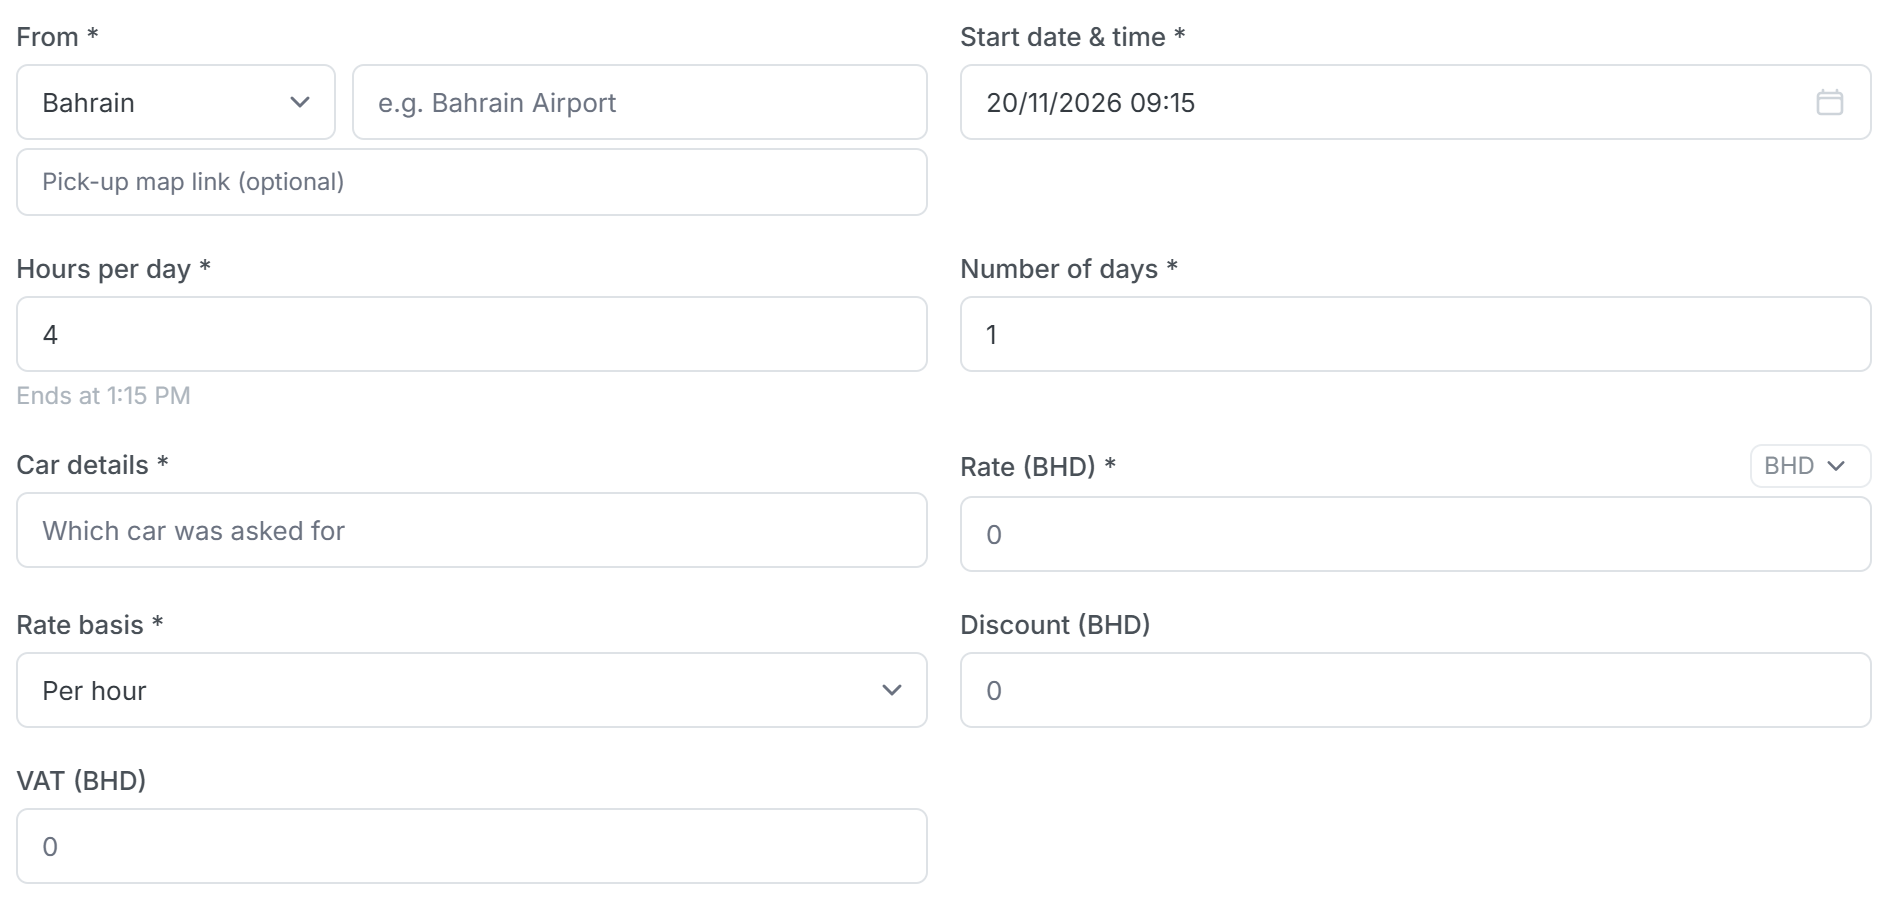 From *
Bahrain
e.g. Bahrain Airport
Pick-up map link (optional)
Start date & time *
20/11/2026 09:15
Hours per day *
4
Ends at 1:15 PM
Number of days *
1
Car details *
Which car was asked for
Rate (BHD) *
BHD
0
Rate basis *
Per hour
Discount (BHD)
0
VAT (BHD)
0